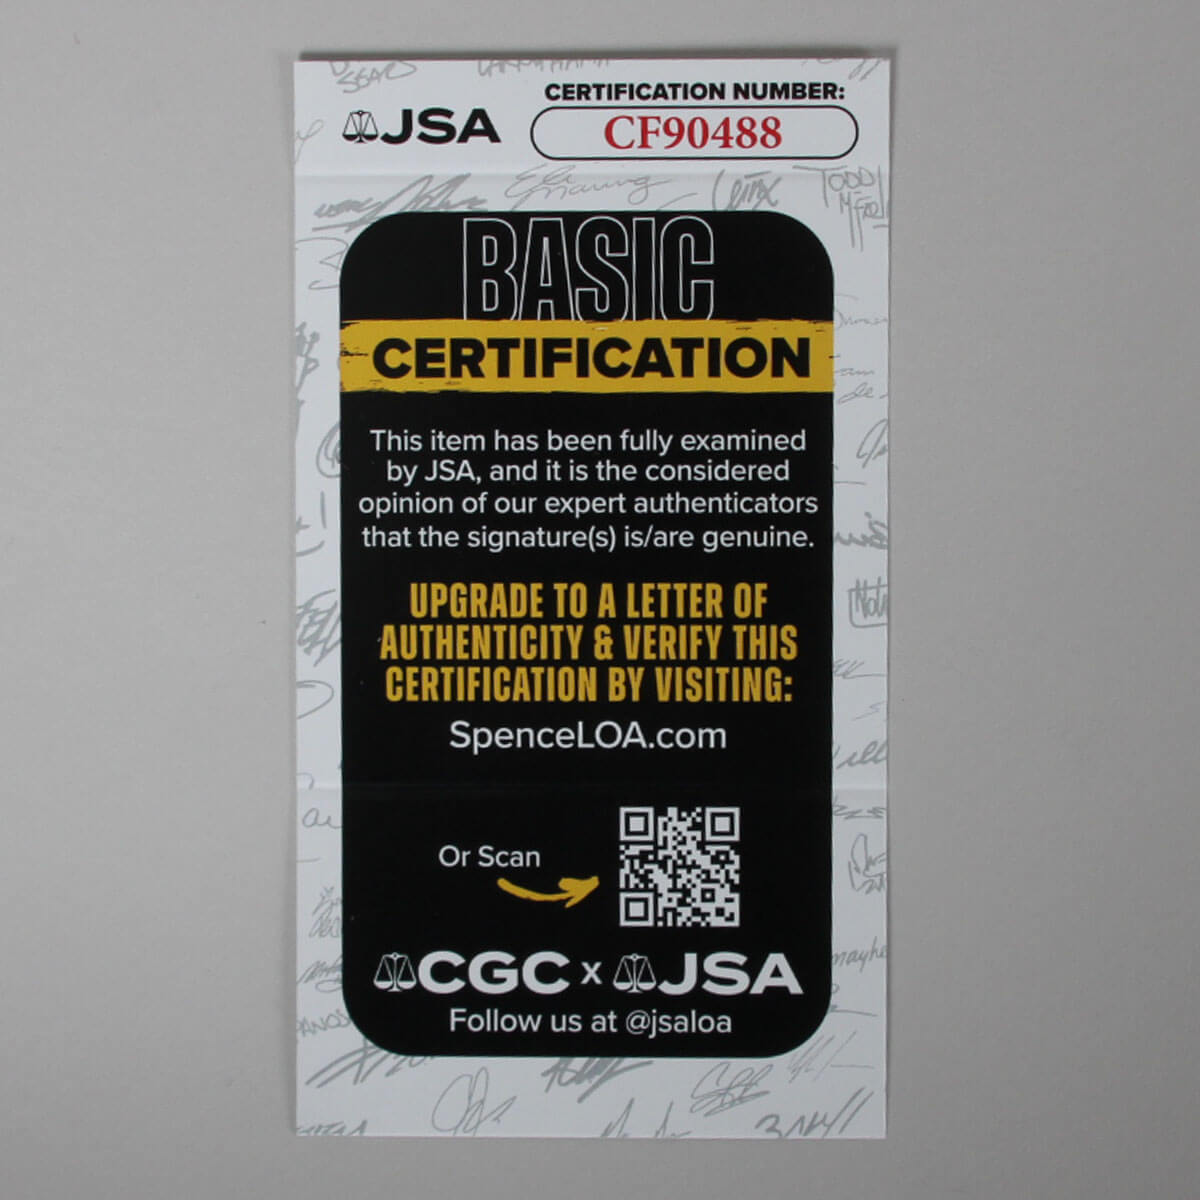 CERTIFICATION NUMBER:
JSA
CF90488
BASIC
CERTIFICATION
This item has been fully examined
by JSA, and it is the considered
opinion of our expert authenticators
that the signature(s) is/are genuine.
UPGRADE TO A LETTER OF
AUTHENTICITY & VERIFY THIS
CERTIFICATION BY VISITING:
SpenceLOA.com
Or Scan
CGC x JSA
Follow us at @jsaloa